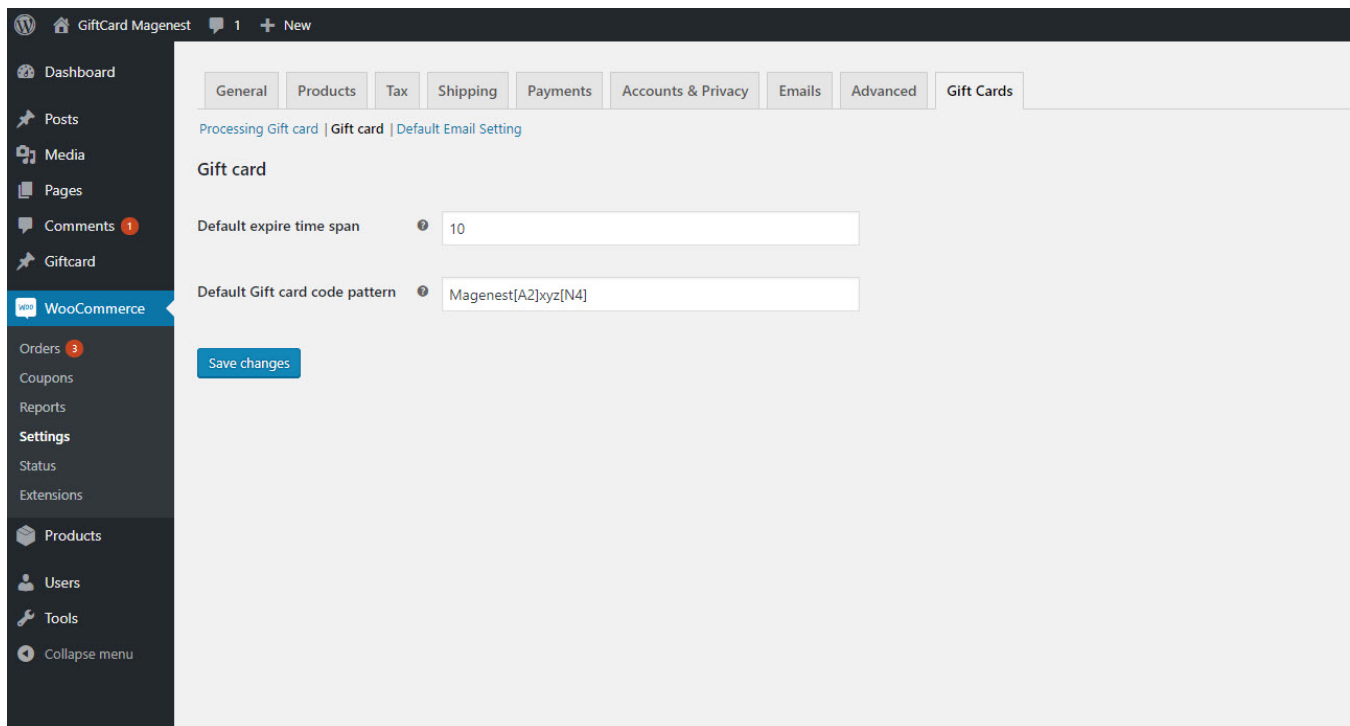 GiftCard Magenest 1 New
Dashboard
Posts
Media
Pages
Comments 1
Giftcard
woo WooCommerce
Orders 3
Coupons
Reports
Settings
Status
Extensions
Products
Users
Tools
Collapse menu
General Products Tax Shipping Payments Accounts & Privacy Emails Advanced Gift Cards
Processing Gift card | Gift card | Default Email Setting
Gift card
Default expire time span ? 10
Default Gift card code pattern ? Magenest[A2]xyz[N4]
Save changes